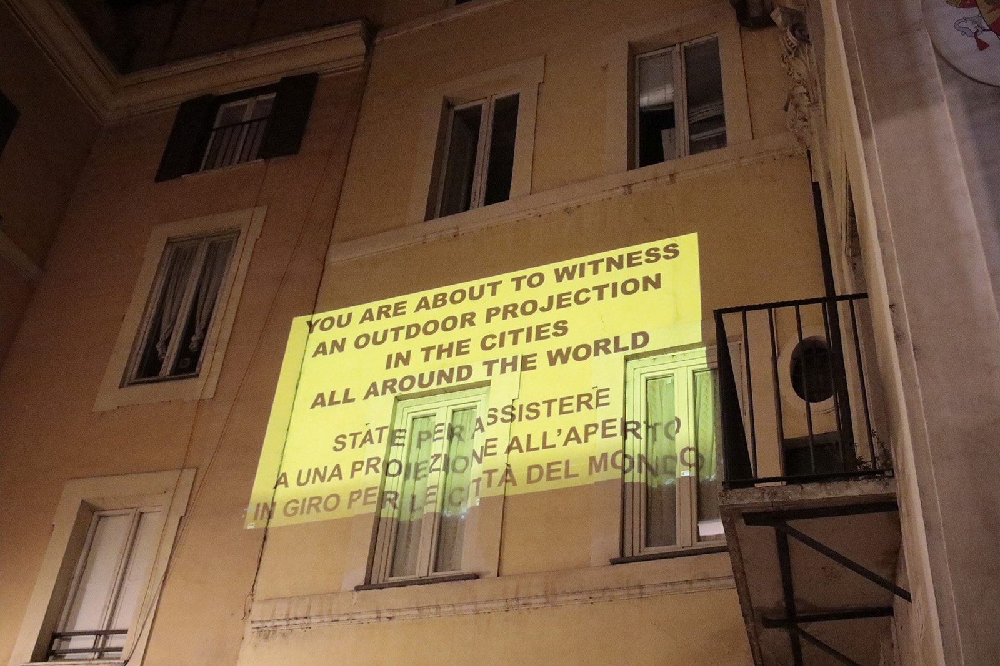 YOU ARE ABOUT TO WITNESS
AN OUTDOOR PROJECTION
IN THE CITIES
ALL AROUND THE WORLD
STATE PER ASSISTERE
A UNA PROIEZIONE ALL'APERTO
IN GIRO PER LE CITTÀ DEL MONDO